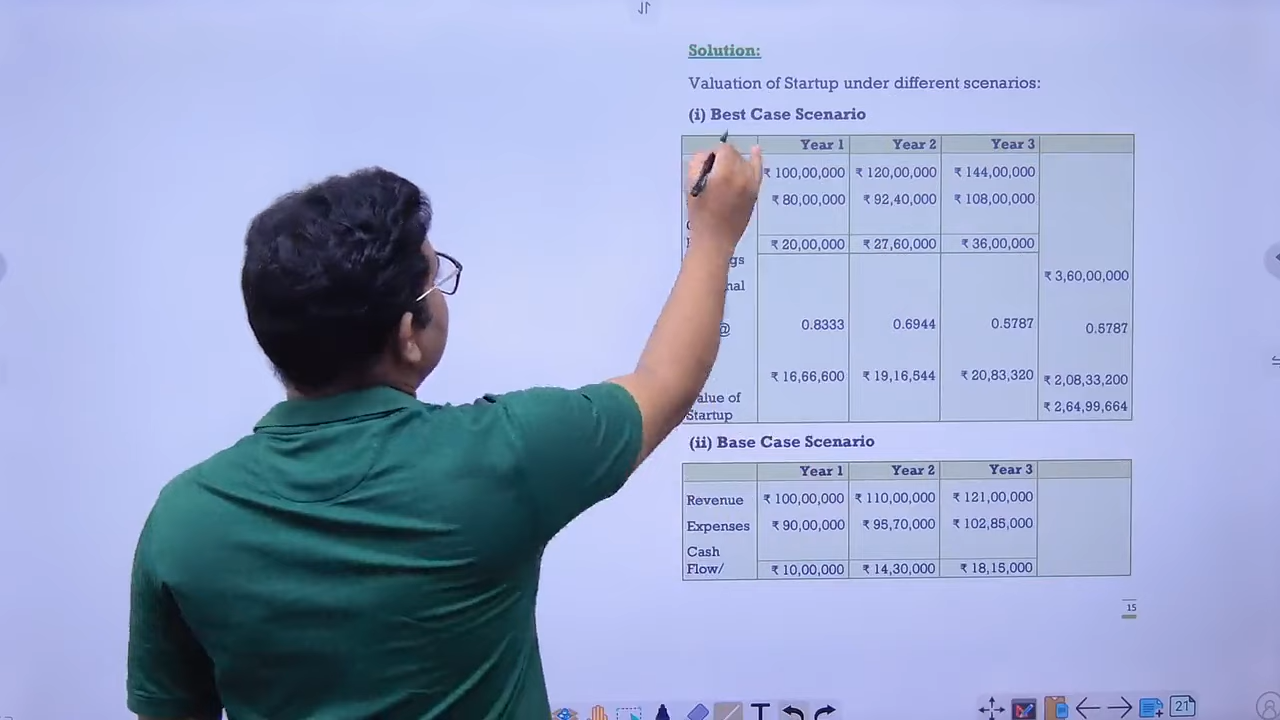 Solution:
Valuation of Startup under different scenarios:
(i) Best Case Scenario
Year 1 Year 2 Year 3
₹ 100,00,000 ₹ 120,00,000 ₹ 144,00,000
₹ 80,00,000 ₹ 92,40,000 ₹ 108,00,000
₹ 20,00,000 ₹ 27,60,000 ₹ 36,00,000
₹ 3,60,00,000
@ 0.8333 0.6944 0.5787 0.5787
₹ 16,66,600 ₹ 19,16,544 ₹ 20,83,320 ₹ 2,08,33,200
Value of
Startup ₹ 2,64,99,664
(ii) Base Case Scenario
Year 1 Year 2 Year 3
Revenue ₹ 100,00,000 ₹ 110,00,000 ₹ 121,00,000
Expenses ₹ 90,00,000 ₹ 95,70,000 ₹ 102,85,000
Cash
Flow/ ₹ 10,00,000 ₹ 14,30,000 ₹ 18,15,000
15
T
21